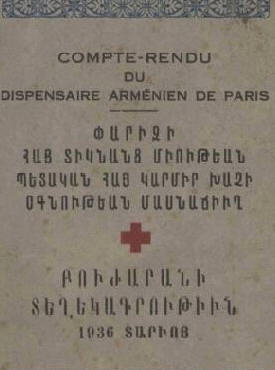 COMPTE-RENDU
DU
DISPENSAIRE ARMÉNIEN DE PARIS
ՓԱՐԻԶԻ
ՀԱՅ ՏԻԿՆԱՆՑ ՄԻՈՒԹԵԱՆ
ՊԵՏԱԿԱՆ ՀԱՅ ԿԱՐՄԻՐ ԽԱՉԻ
ՕԳՆՈՒԹԵԱՆ ՄԱՍՆԱՃԻՒՂ
ԲՈՒԺԱՐԱՆԻ
ՏԵՂԵԿԱԳՐՈՒԹԻՒՆ
1936 ՏԱՐԻՈՅ